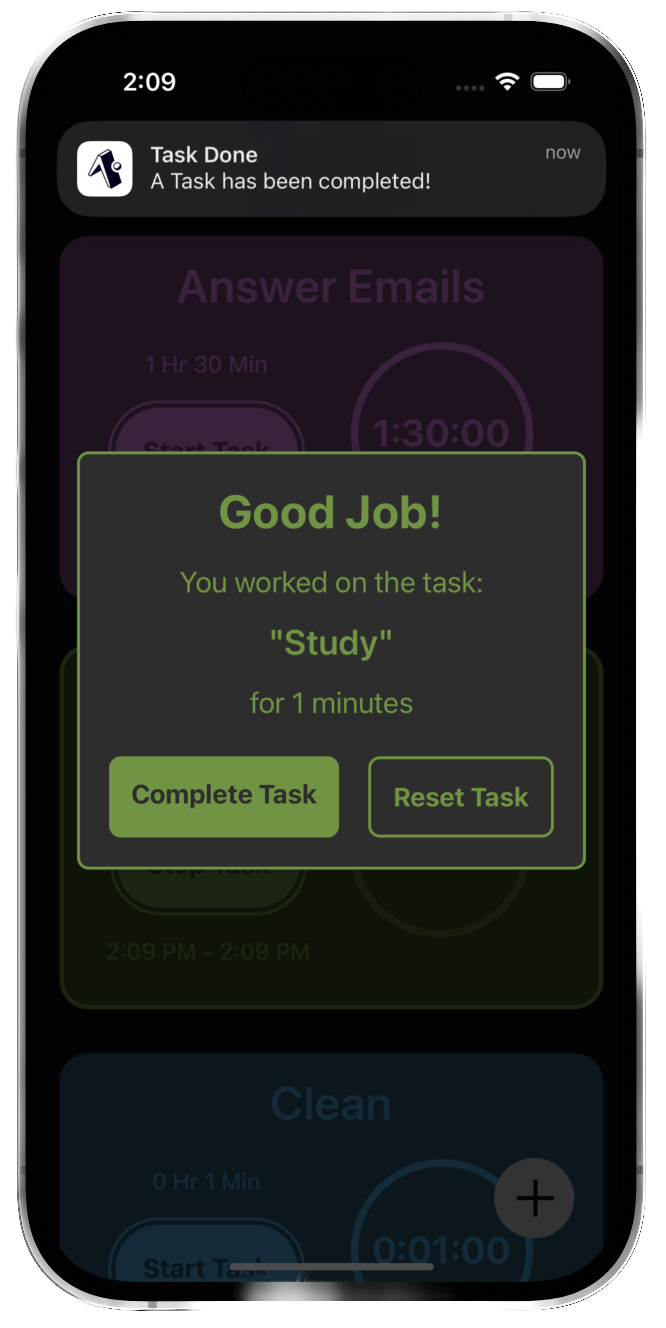 2:09
Task Done
now
A Task has been completed!
Answer Emails
1 Hr 30 Min
1:30:00
Start Task
Good Job!
You worked on the task:
"Study"
for 1 minutes
Complete Task
Reset Task
Stop Task
2:09 PM - 2:09 PM
Clean
0 Hr 1 Min
0:01:00
Start Task